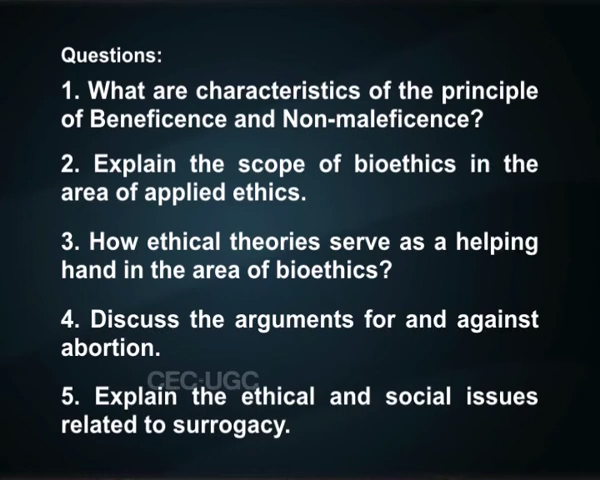 Questions:
1. What are characteristics of the principle
of Beneficence and Non-maleficence?
2. Explain the scope of bioethics in the
area of applied ethics.
3. How ethical theories serve as a helping
hand in the area of bioethics?
4. Discuss the arguments for and against
abortion.
CEC-UGC
5. Explain the ethical and social issues
related to surrogacy.